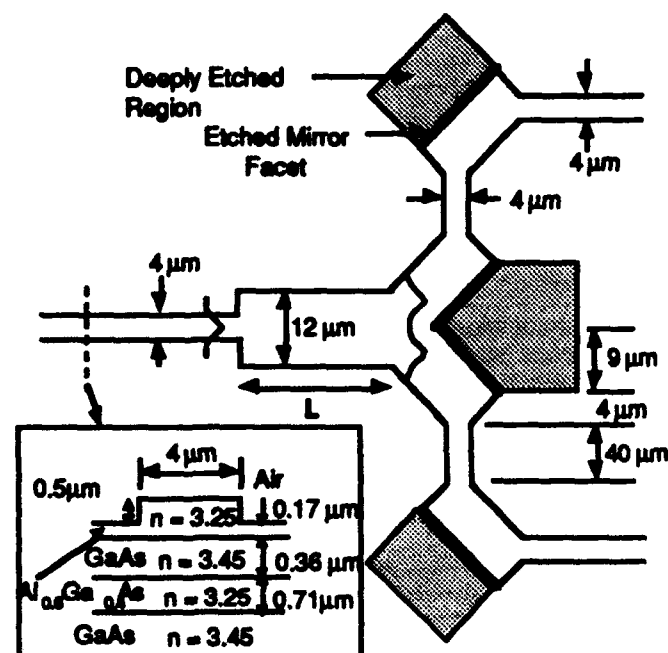 Deeply Etched
Region
Etched Mirror
Facet
4 μm
4 μm
4 μm
12 μm
9 μm
L
4 μm
40 μm
4 μm
Air
0.5μm
n = 3.25
0.17 μm
GaAs n = 3.45 0.36 μm
As n = 3.25 0.71μm
GaAs n = 3.45